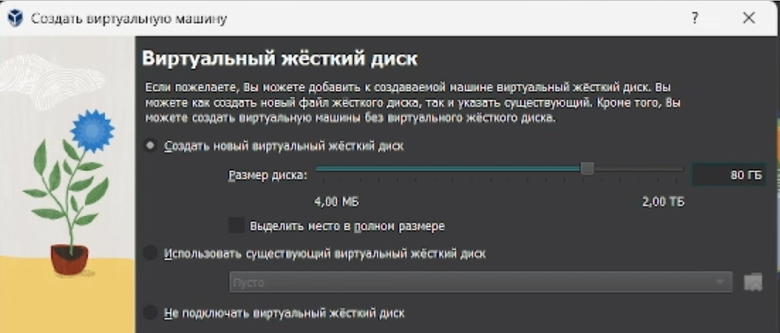 Создать виртуальную машину
?
Виртуальный жёсткий диск
Если пожелаете, Вы можете добавить к создаваемой машине виртуальный жёсткий диск. Вы
можете как создать новый файл жёсткого диска, так и указать существующий. Кроме того, Вы
можете создать виртуальную машины без виртуального жёсткого диска.
Создать новый виртуальный жёсткий диск
Размер диска:
80 ГБ
4,00 МБ 2,00 ТБ
Выделить место в полном размере
Использовать существующий виртуальный жёсткий диск
Пусто
Не подключать виртуальный жёсткий диск